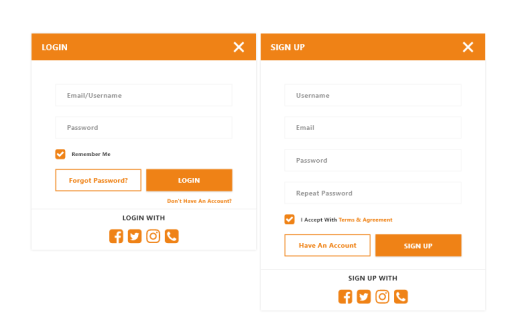 LOGIN
Email/Username
Password
Remember Me
Forgot Password?
LOGIN
Don't Have An Account?
LOGIN WITH
SIGN UP
Username
Email
Password
Repeat Password
I Accept With Terms & Agreement
Have An Account
SIGN UP
SIGN UP WITH